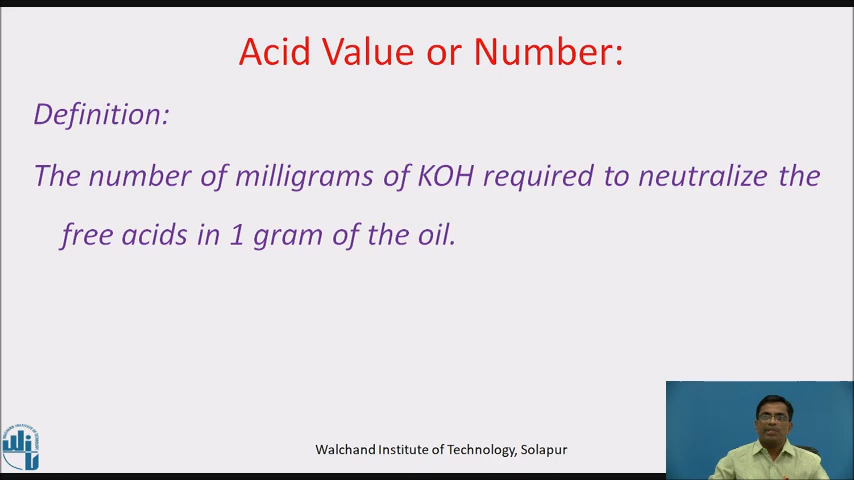 Acid Value or Number:
Definition:
The number of milligrams of KOH required to neutralize the
free acids in 1 gram of the oil.
Walchand Institute of Technology, Solapur